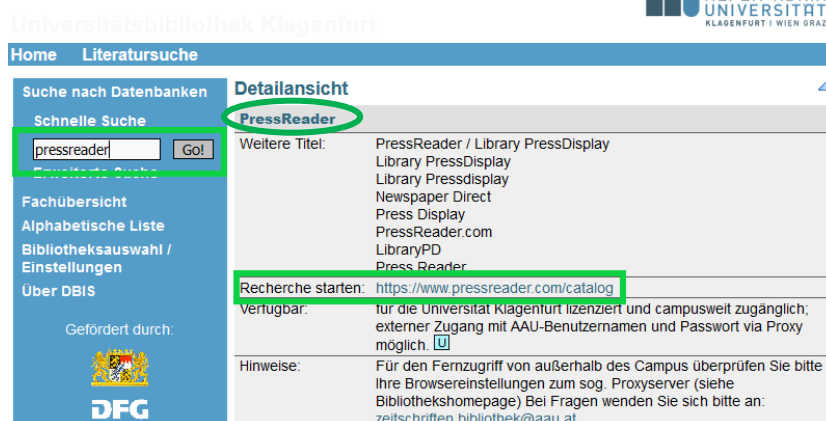 Universitätsbibliothek Klagenfurt
UNIVERSITÄT
KLAGENFURT I WIEN GRAZ
Home Literatursuche
Suche nach Datenbanken
Schnelle Suche
pressreader Go!
Erweiterte Suche
Fachübersicht
Alphabetische Liste
Bibliotheksauswahl /
Einstellungen
Über DBIS
Gefördert durch:
DFG
Detailansicht
PressReader
Weitere Titel: PressReader / Library PressDisplay
Library PressDisplay
Library Pressdisplay
Newspaper Direct
Press Display
PressReader.com
LibraryPD
Press Reader
Recherche starten: https://www.pressreader.com/catalog
Verfügbar: für die Universität Klagenfurt lizenziert und campusweit zugänglich;
externer Zugang mit AAU-Benutzernamen und Passwort via Proxy
möglich. U
Hinweise: Für den Fernzugriff von außerhalb des Campus überprüfen Sie bitte
Ihre Browsereinstellungen zum sog. Proxyserver (siehe
Bibliothekshomepage) Bei Fragen wenden Sie sich bitte an:
zeitschriften.bibliothek@aau.at